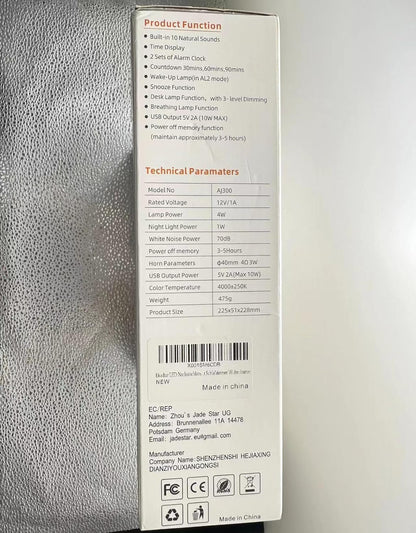 Product Function
● Built-in 10 Natural Sounds
● Time Display
● 2 Sets of Alarm Clock
● Countdown 30mins,60mins,90mins
● Wake-Up Lamp(in AL2 mode)
● Snooze Function
● Desk Lamp Function, with 3- level Dimming
● Breathing Lamp Function
● USB Output 5V 2A (10W MAX)
● Power off memory function
(maintain approximately 3-5 hours)
Technical Paramaters
Model No AJ300
Rated Voltage 12V/1A
Lamp Power 4W
Night Light Power 1W
White Noise Power 70dB
Power off memory 3-5Hours
Horn Parameters ф40mm 4Ω3W
USB Output Power 5V 2A(Max 10W)
Color Temperature 4000±250K
Weight 475g
Product Size 225x51x228mm
NEW
Made in china
EC/REP
Name: Zhou's Jade Star UG
Address: Brunnenallee 11A 14478
Potsdam Germany
Email: jadestar.eu@gmail.com
Manufacturer
Company Name: SHENZHENSHI HEJIAXING
DIANZIYOUXIANGONGSI
FC CE RoHS
Made in China